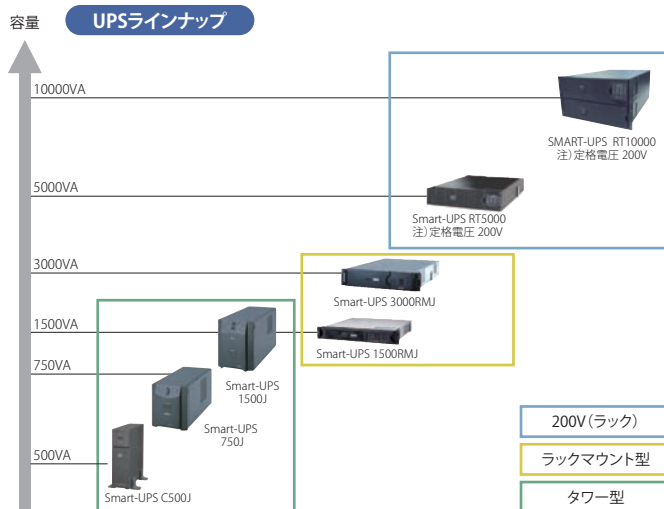 容量
UPSラインナップ
10000VA
SMART-UPS RT10000
注)定格電圧 200V
5000VA
Smart-UPS RT5000
注)定格電圧 200V
3000VA
Smart-UPS 3000RMJ
1500VA
Smart-UPS 1500RMJ
Smart-UPS
1500J
750VA
Smart-UPS
750J
500VA
Smart-UPS C500J
200V(ラック)
ラックマウント型
タワー型